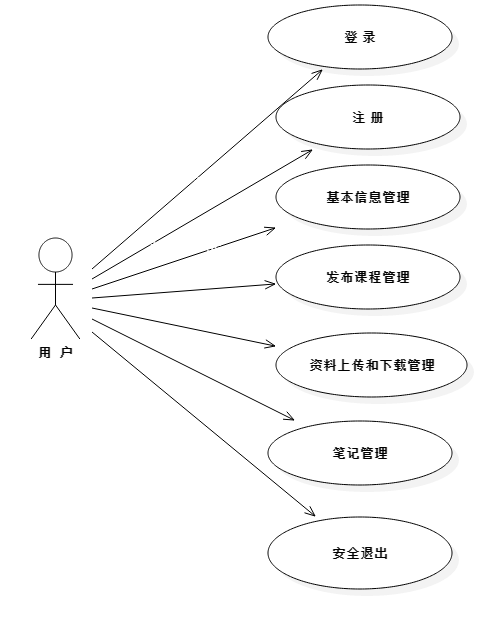 登 录
注 册
基本信息管理
发布课程管理
用 户
资料上传和下载管理
笔记管理
安全退出